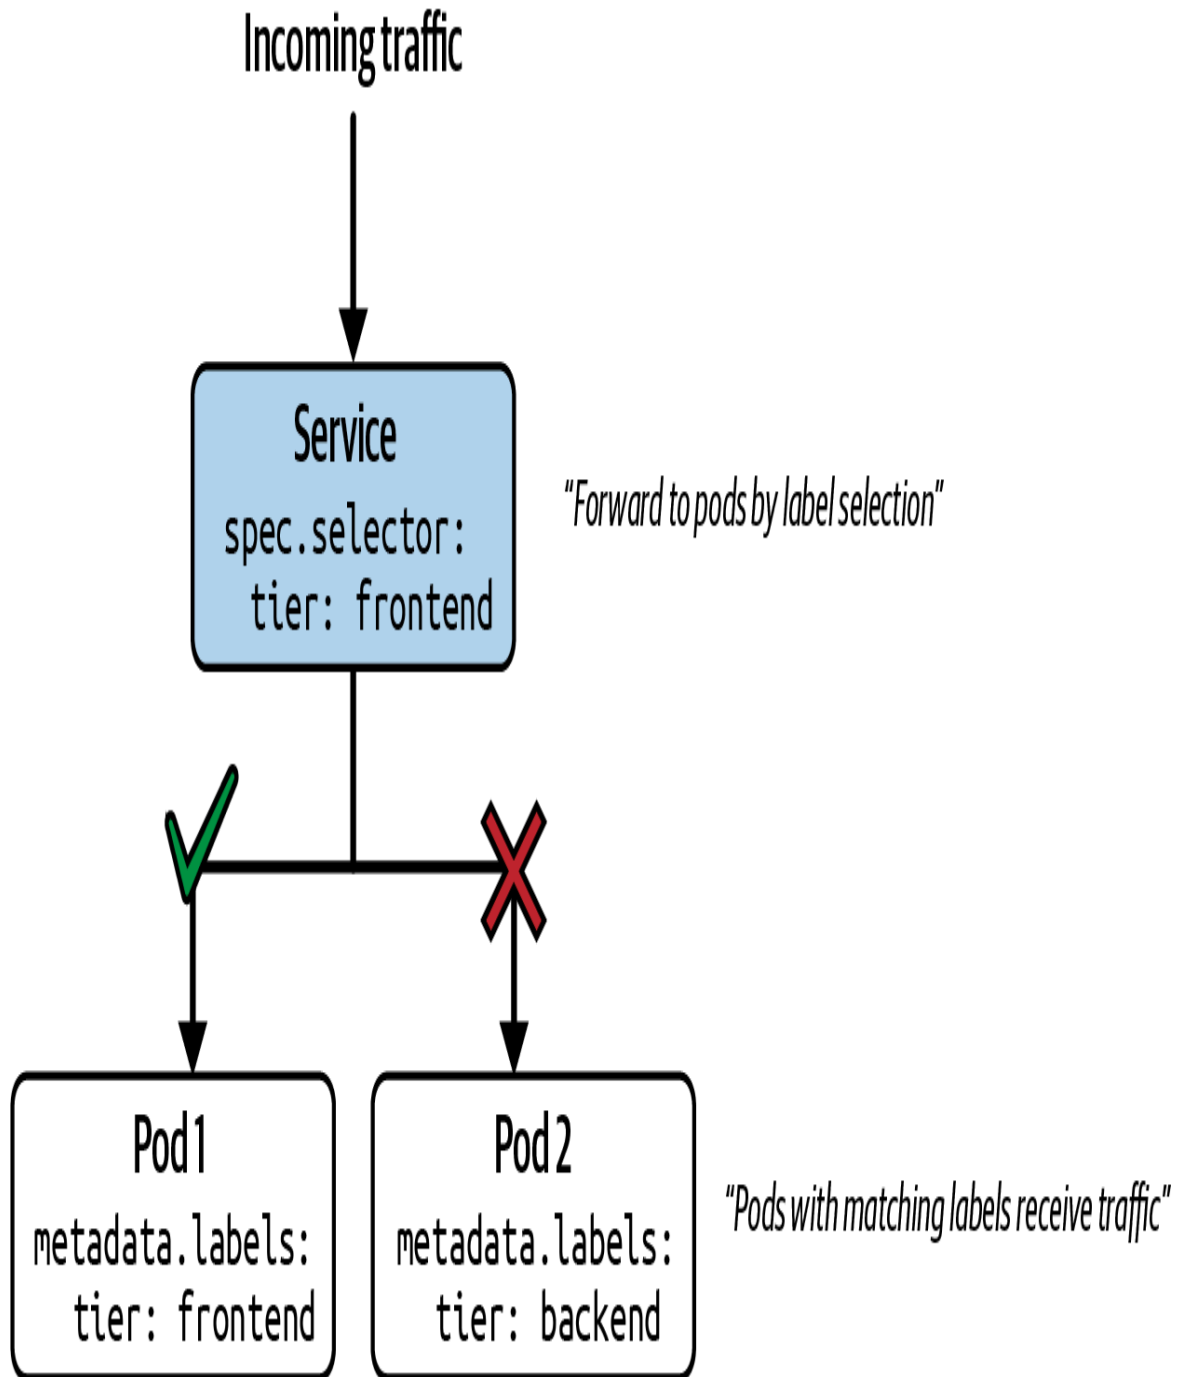 Incoming traffic
Service
spec.selector:
tier: frontend
“Forward to pods by label selection”
Pod 1
metadata.labels:
tier: frontend
Pod 2
metadata.labels:
tier: backend
“Pods with matching labels receive traffic”